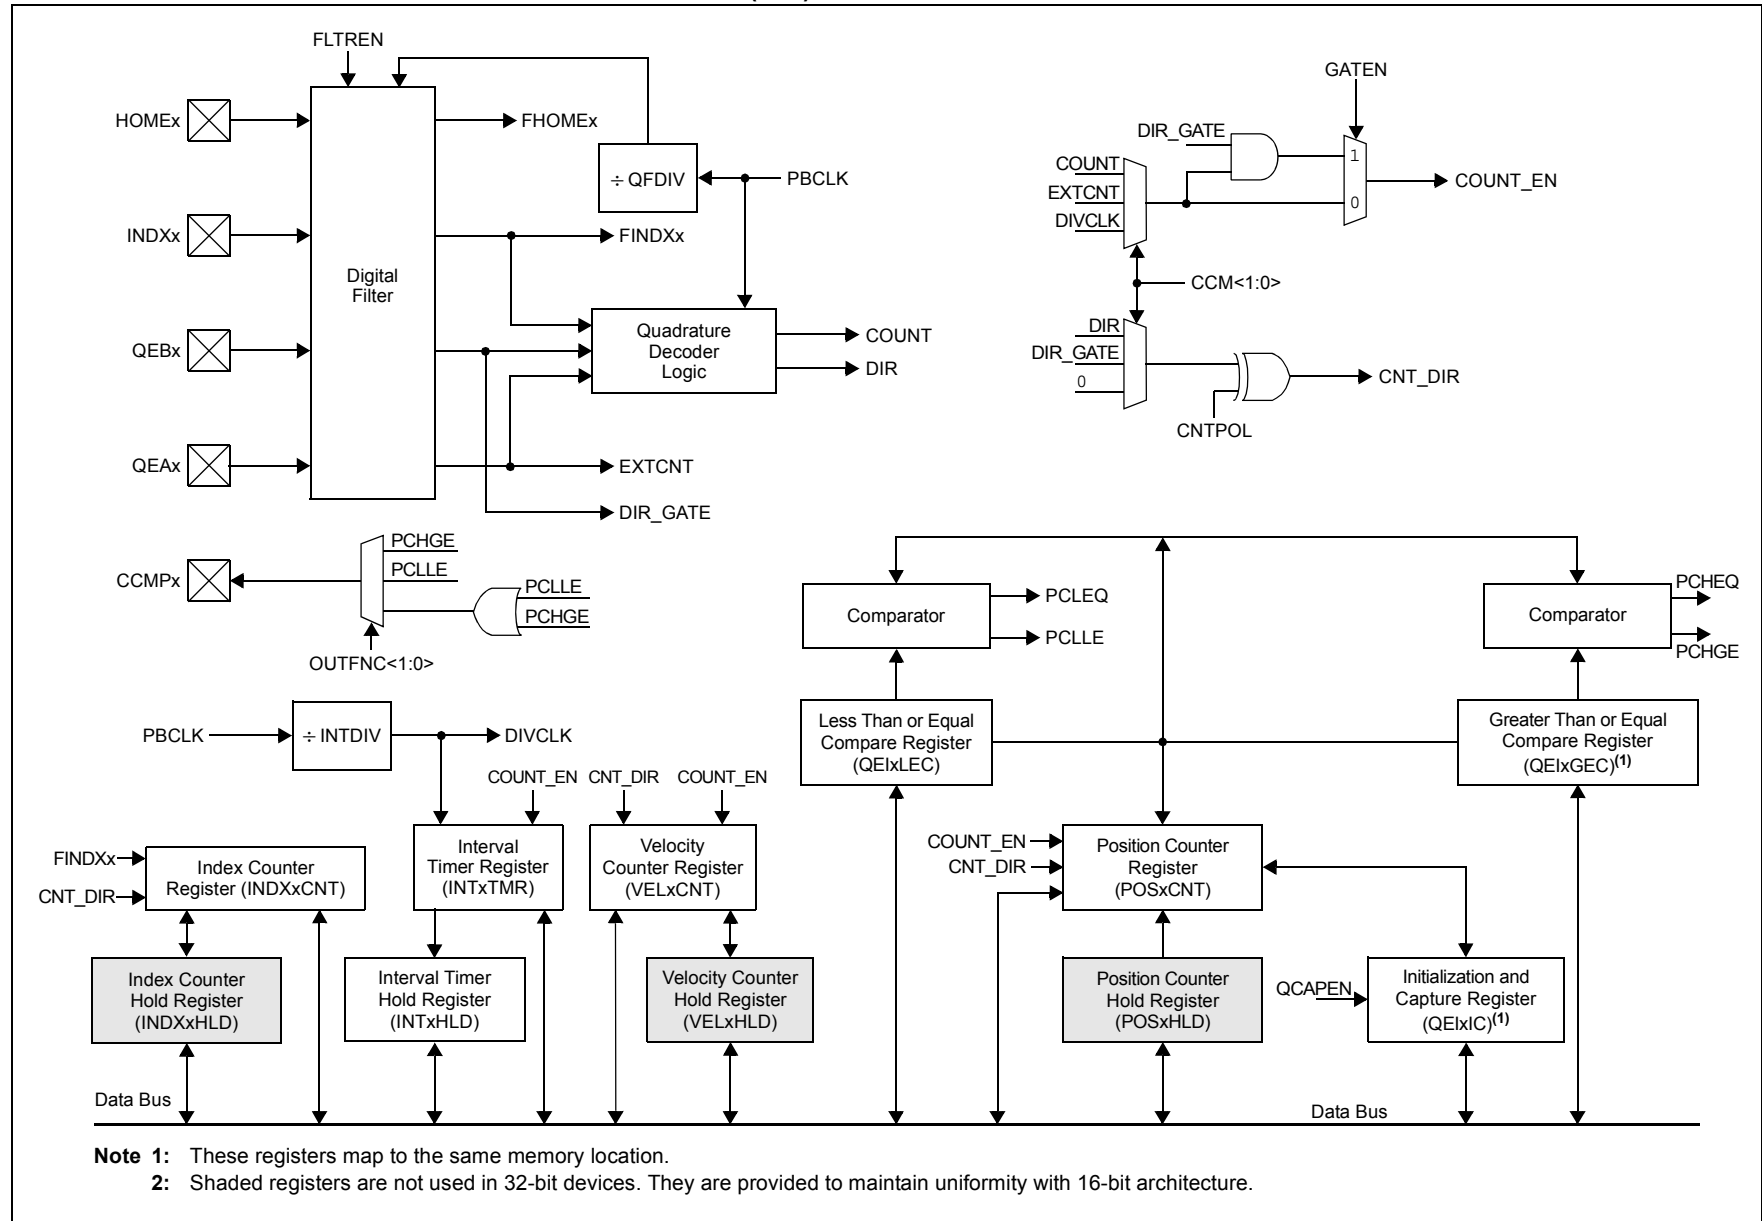 FLTREN
HOMEx
FHOMEx
÷ QFDIV
PBCLK
INDXx
FINDXx
Digital
Filter
QEBx
Quadrature
Decoder
Logic
COUNT
DIR
QEAx
EXTCNT
DIR_GATE
GATEN
DIR_GATE
COUNT
EXTCNT
DIVCLK
1
0
COUNT_EN
CCM<1:0>
DIR
DIR_GATE
0
CNT_DIR
CNTPOL
CCMPx
PCHGE
PCLLE
PCLLE
PCHGE
OUTFNC<1:0>
Comparator
PCLEQ
PCLLE
Comparator
PCHEQ
PCHGE
Less Than or Equal
Compare Register
(QEIxLEC)
Greater Than or Equal
Compare Register
(QEIxGEC)(1)
PBCLK
÷ INTDIV
DIVCLK
COUNT_EN
CNT_DIR
COUNT_EN
FINDXx
CNT_DIR
Index Counter
Register (INDXxCNT)
Interval
Timer Register
(INTxTMR)
Velocity
Counter Register
(VELxCNT)
COUNT_EN
CNT_DIR
Position Counter
Register
(POSxCNT)
Index Counter
Hold Register
(INDXxHLD)
Interval Timer
Hold Register
(INTxHLD)
Velocity Counter
Hold Register
(VELxHLD)
Position Counter
Hold Register
(POSxHLD)
QCAPEN
Initialization and
Capture Register
(QEIxIC)(1)
Data Bus
Data Bus
Note 1: These registers map to the same memory location.
2: Shaded registers are not used in 32-bit devices. They are provided to maintain uniformity with 16-bit architecture.